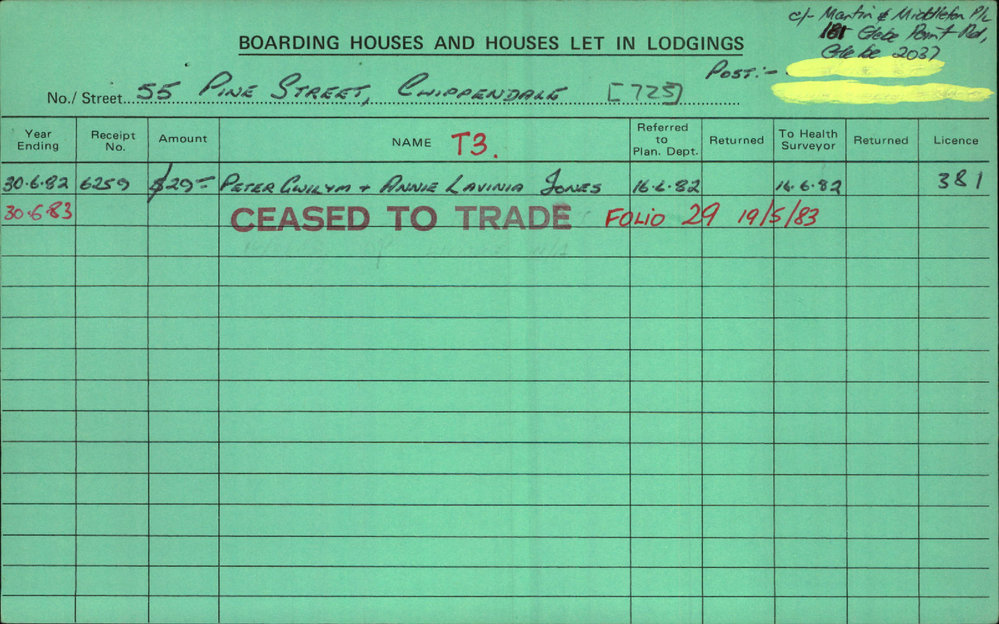 c/- Martin & Middleton P/L
181 Glebe Point Rd,
Glebe 2037
BOARDING HOUSES AND HOUSES LET IN LODGINGS
POST:-
No./ Street 55 PINE STREET, CHIPPENDALE [725]
Year Ending Receipt No. Amount NAME T3. Referred to Plan. Dept. Returned To Health Surveyor Returned Licence
30.6.82 6259 $29- PETER GWILYM + ANNIE LAVINIA JONES 16.6.82 16.6.82 381
30.6.83 CEASED TO TRADE FOLIO 29 19/5/83